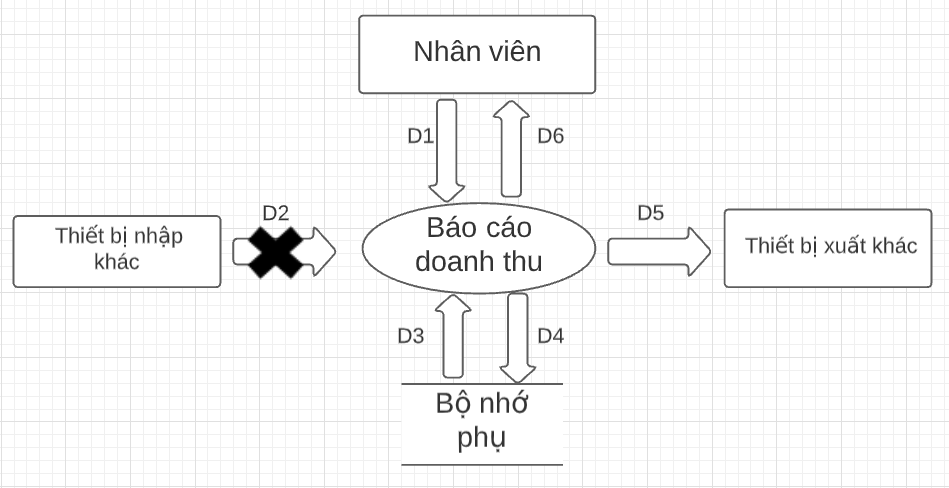 Nhân viên
D1
D6
D2
D5
Thiết bị nhập
khác
Báo cáo
doanh thu
Thiết bị xuất khác
D3
D4
Bộ nhớ
phụ